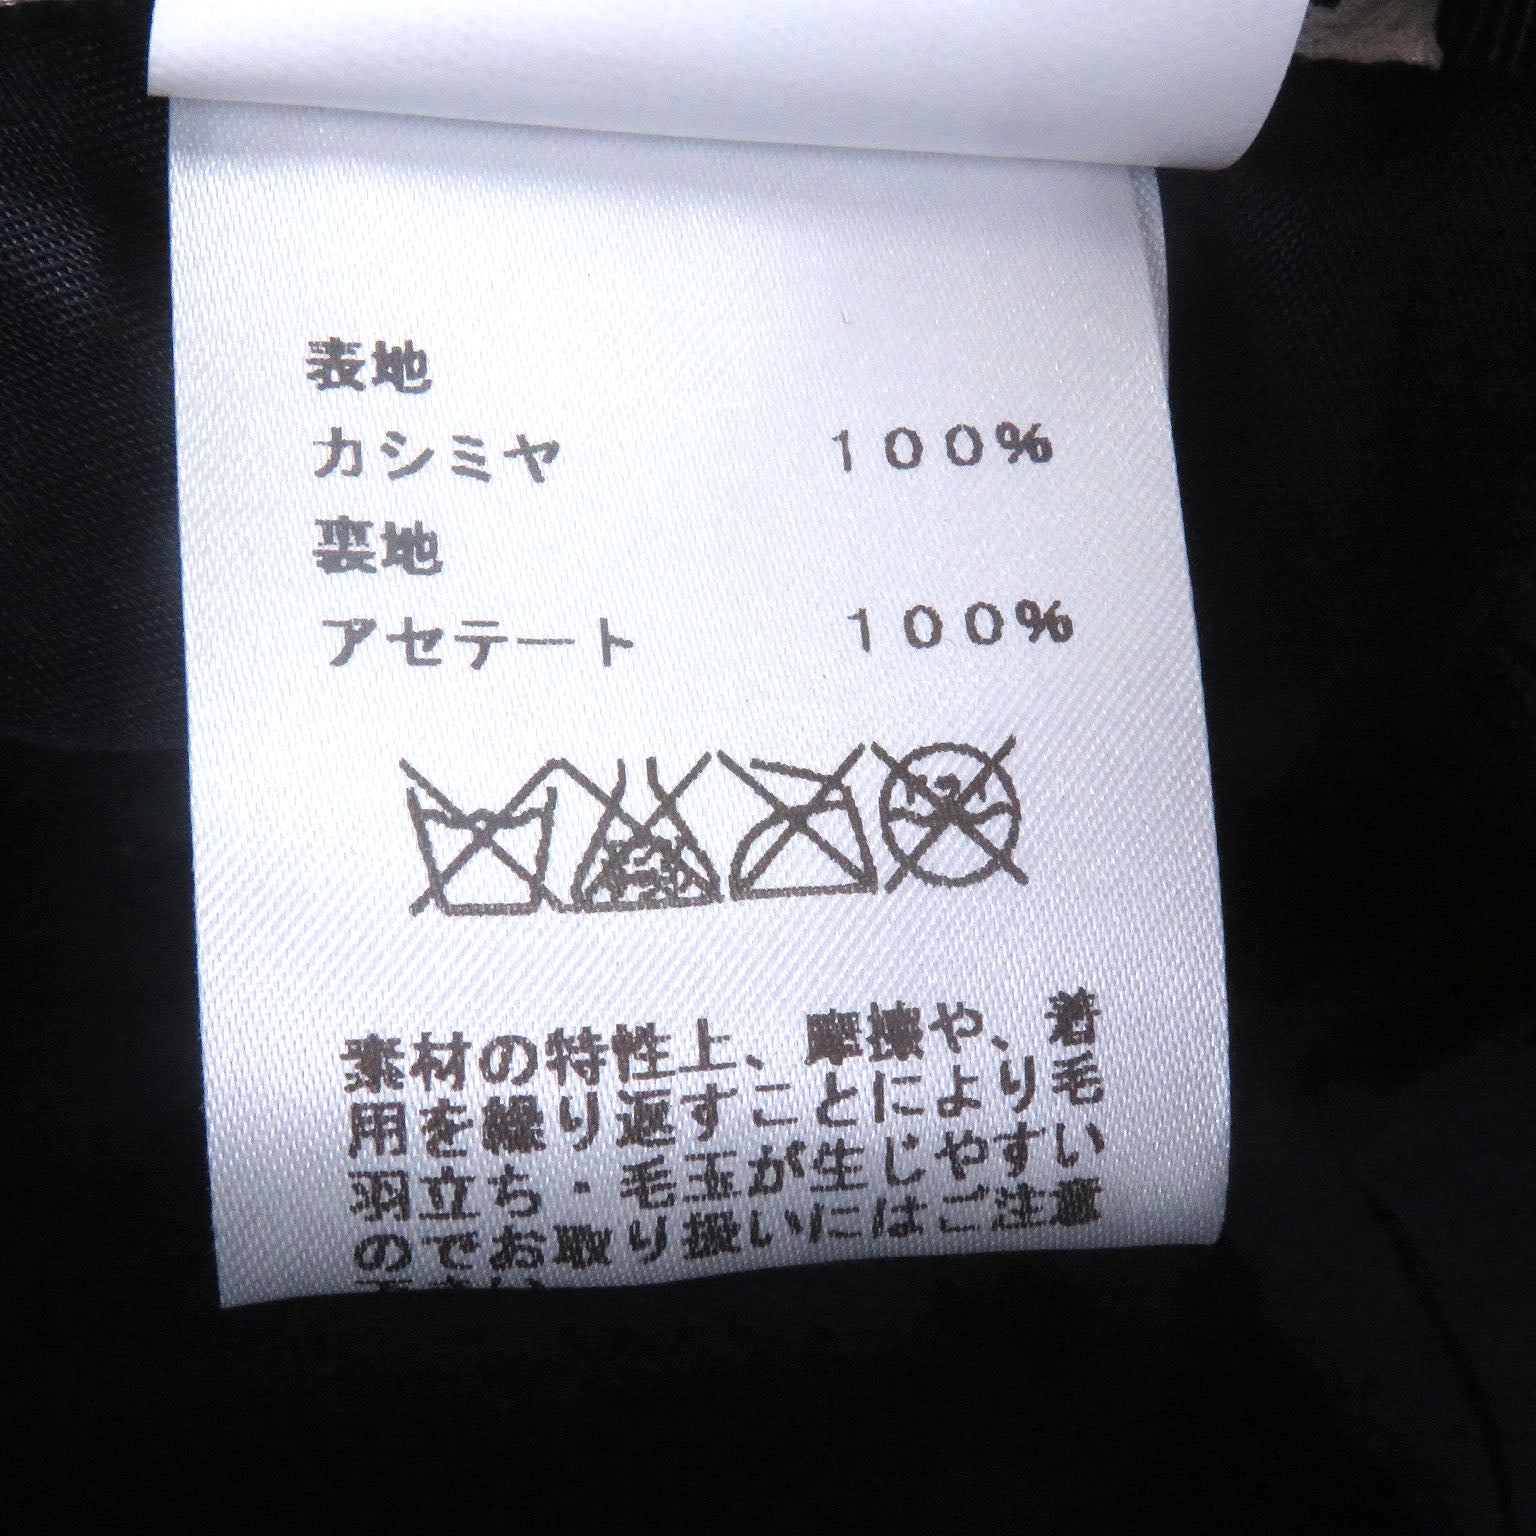 表地
カシミヤ 100%
裏地
アセテート 100%
素材の特性上、摩擦や、着
用を繰り返すことにより毛
羽立ち・毛玉が生じやすい
のでお取り扱いにはご注意